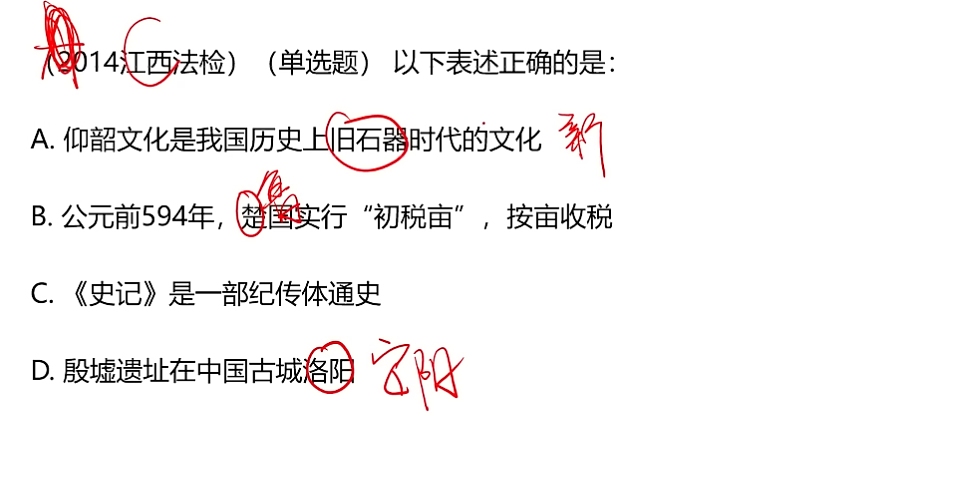 （2014江西法检）（单选题） 以下表述正确的是：
A. 仰韶文化是我国历史上旧石器时代的文化 新
B. 公元前594年，楚国实行“初税亩”，按亩收税
鲁
C. 《史记》是一部纪传体通史
D. 殷墟遗址在中国古城洛阳 安阳